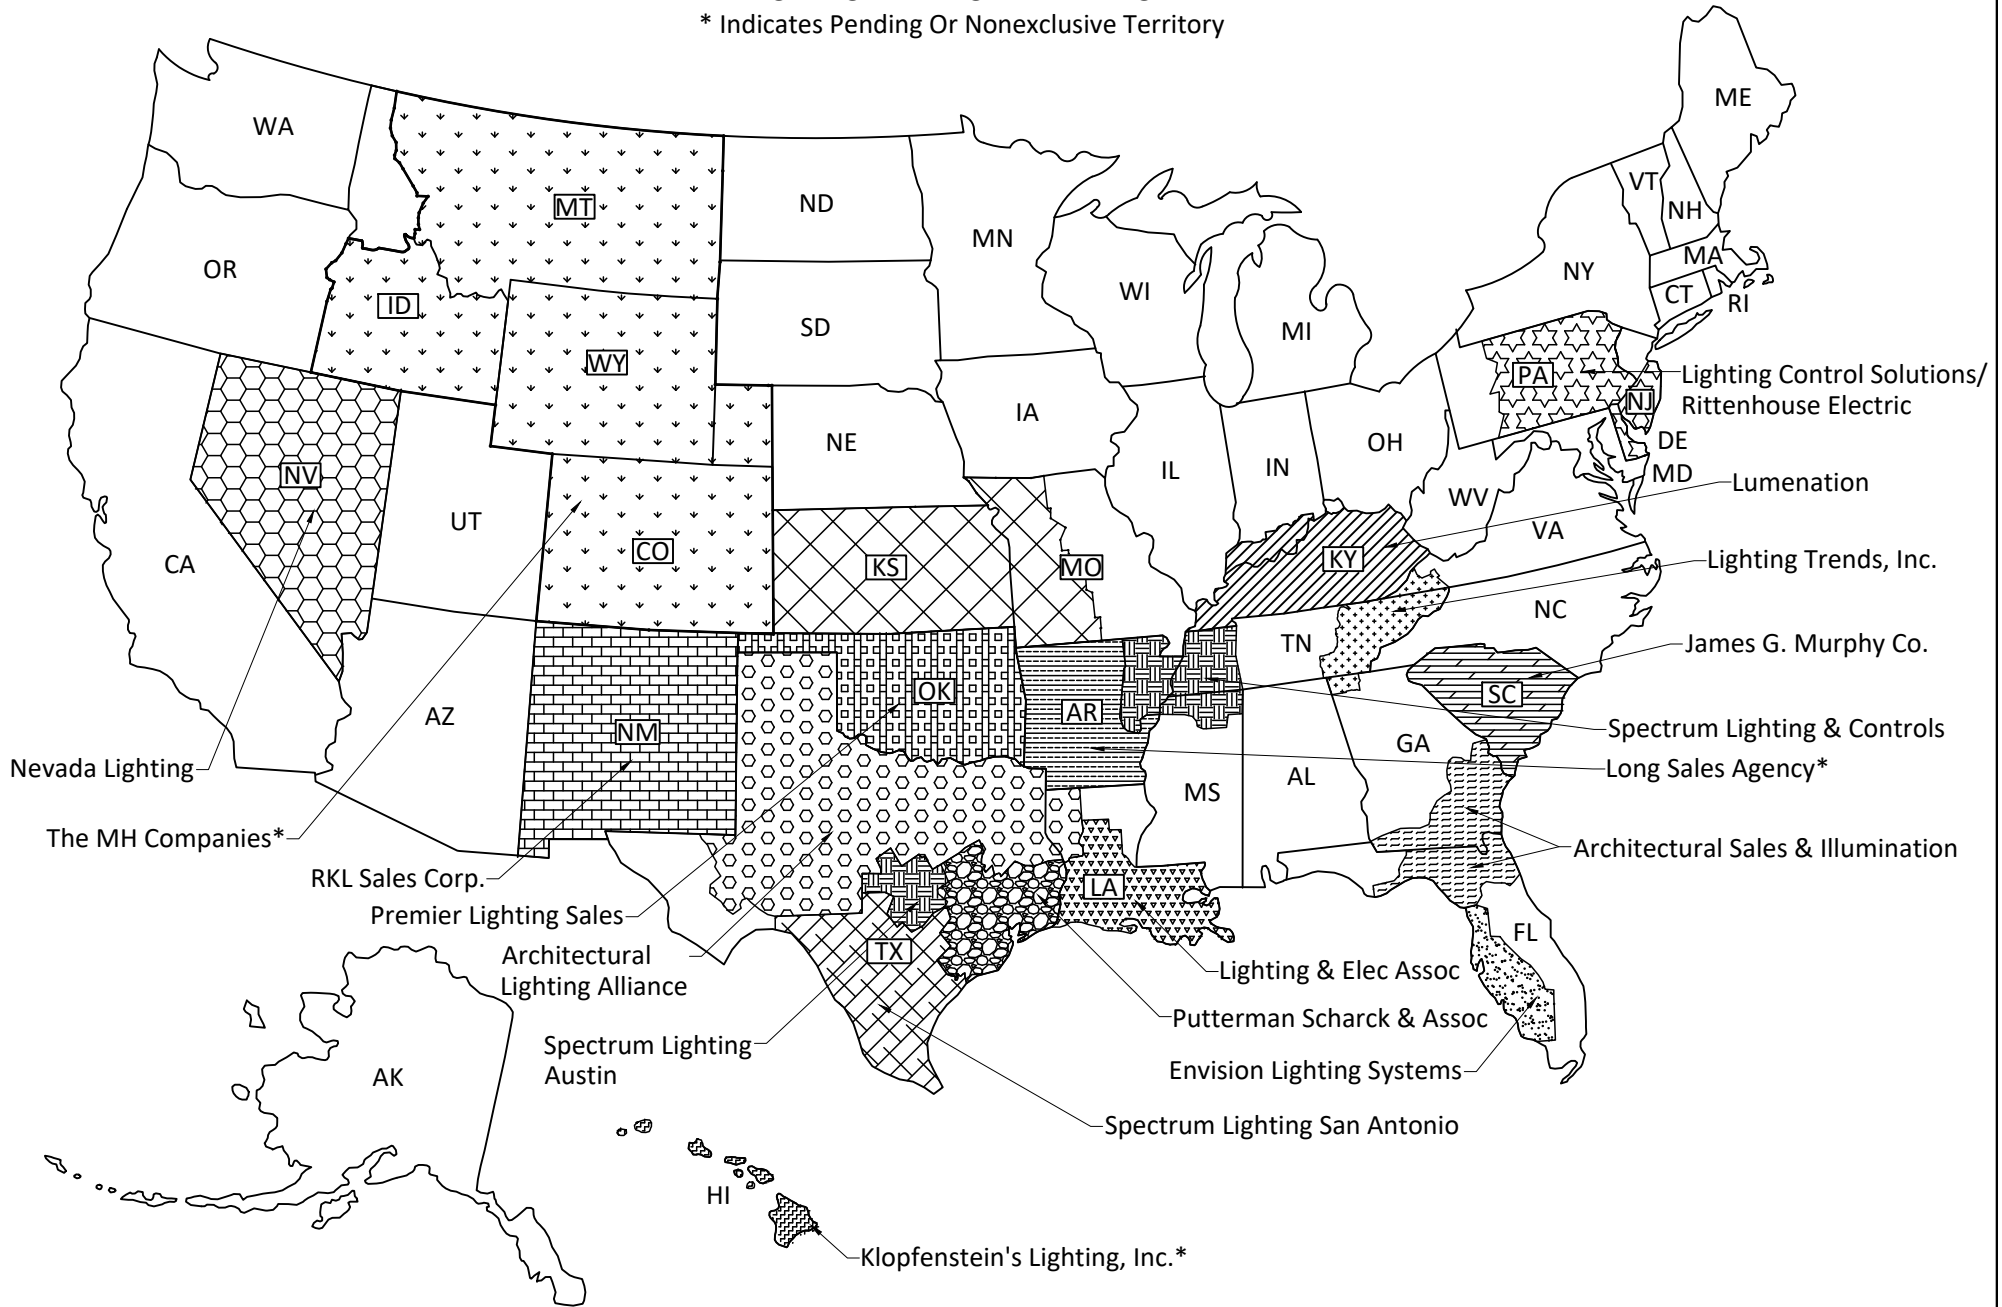 * Indicates Pending Or Nonexclusive Territory
ME
WA
VT
MT
ND
NH
MN
MA
OR
NY
WI
CT
RI
ID
SD
MI
WY
PA
Lighting Control Solutions/
Rittenhouse Electric
NJ
IA
NE
OH
DE
IL
IN
MD
NV
Lumenation
WV
UT
VA
CO
KY
Lighting Trends, Inc.
CA
KS
MO
NC
TN
James G. Murphy Co.
OK
SC
AZ
AR
NM
GA
Spectrum Lighting & Controls
Nevada Lighting
Long Sales Agency*
AL
MS
The MH Companies*
Architectural Sales & Illumination
RKL Sales Corp.
LA
Premier Lighting Sales
FL
TX
Architectural
Lighting Alliance
Lighting & Elec Assoc
Putterman Scharck & Assoc
Spectrum Lighting
Austin
Envision Lighting Systems
AK
Spectrum Lighting San Antonio
HI
Klopfenstein's Lighting, Inc.*